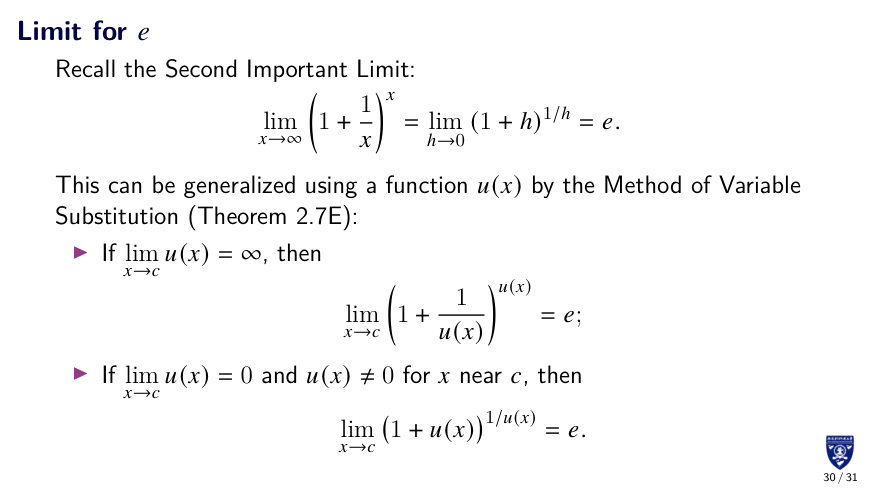 Limit for e
Recall the Second Important Limit:
lim_{x→∞} (1 + 1/x)^x = lim_{h→0} (1 + h)^{1/h} = e.
This can be generalized using a function u(x) by the Method of Variable
Substitution (Theorem 2.7E):
▶ If lim_{x→c} u(x) = ∞, then
lim_{x→c} (1 + 1/u(x))^{u(x)} = e;
▶ If lim_{x→c} u(x) = 0 and u(x) ≠ 0 for x near c, then
lim_{x→c} (1 + u(x))^{1/u(x)} = e.
30 / 31